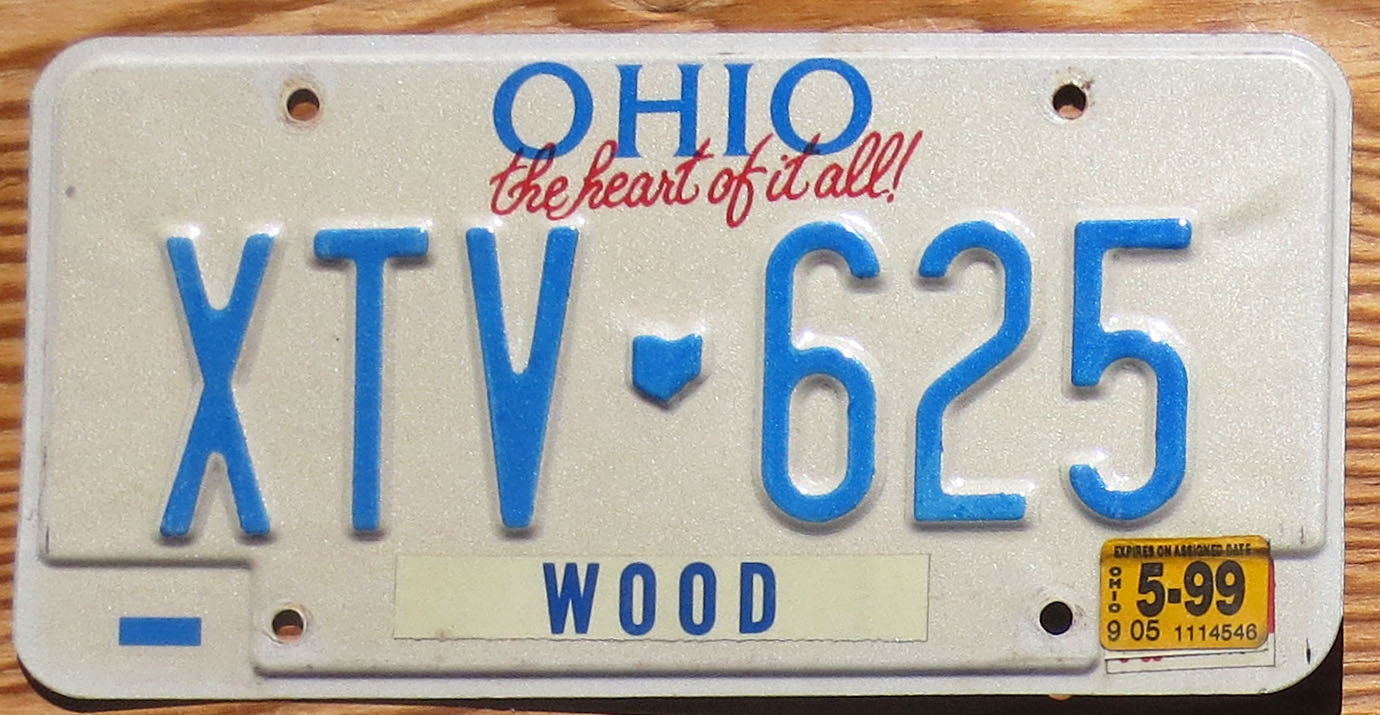 OHIO
the heart of it all!
XTV 625
WOOD
EXPIRES ON ASSIGNED DATE
OHIO
5-99
9 05 1114546